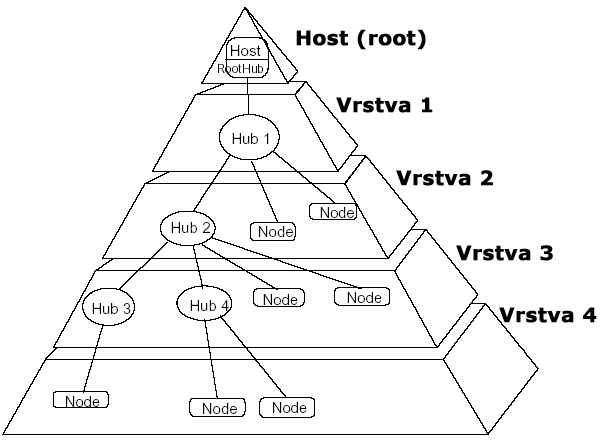 Host (root)
Host
RootHub
Vrstva 1
Hub 1
Vrstva 2
Node
Hub 2
Node
Vrstva 3
Node
Node
Hub 3
Hub 4
Vrstva 4
Node
Node
Node